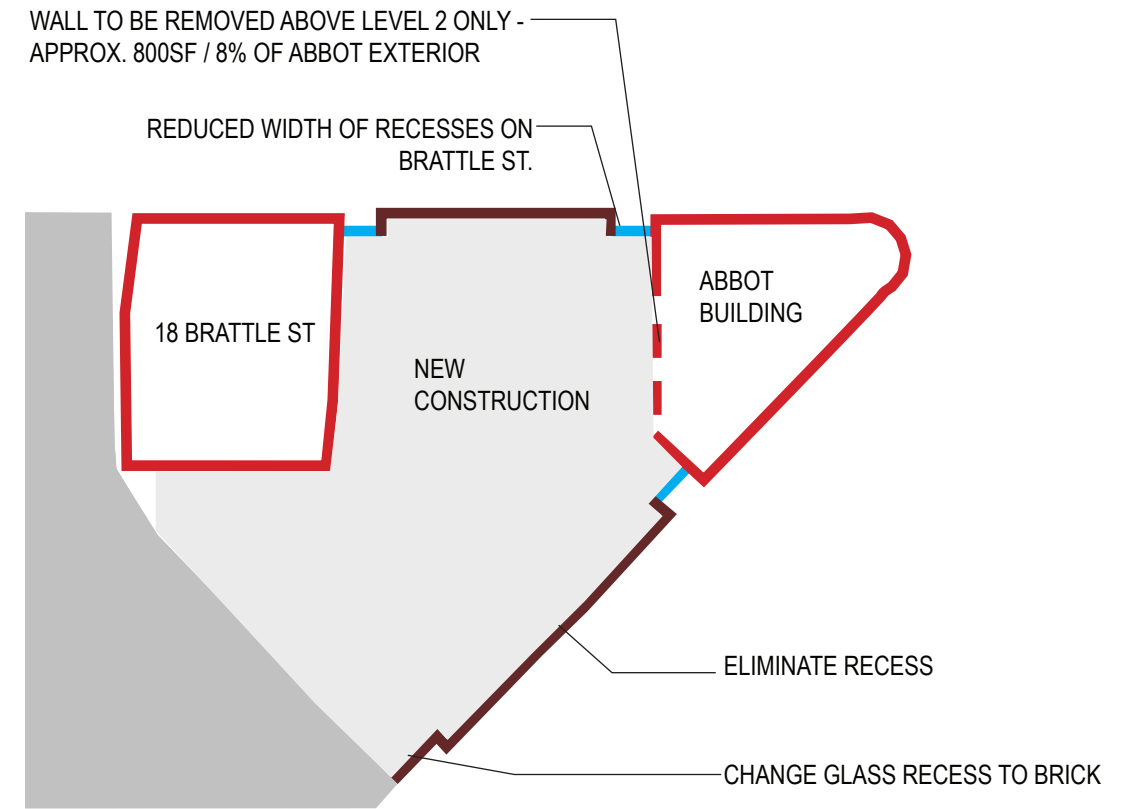 WALL TO BE REMOVED ABOVE LEVEL 2 ONLY -
APPROX. 800SF / 8% OF ABBOT EXTERIOR
REDUCED WIDTH OF RECESSES ON
BRATTLE ST.
18 BRATTLE ST
NEW
CONSTRUCTION
ABBOT
BUILDING
ELIMINATE RECESS
CHANGE GLASS RECESS TO BRICK